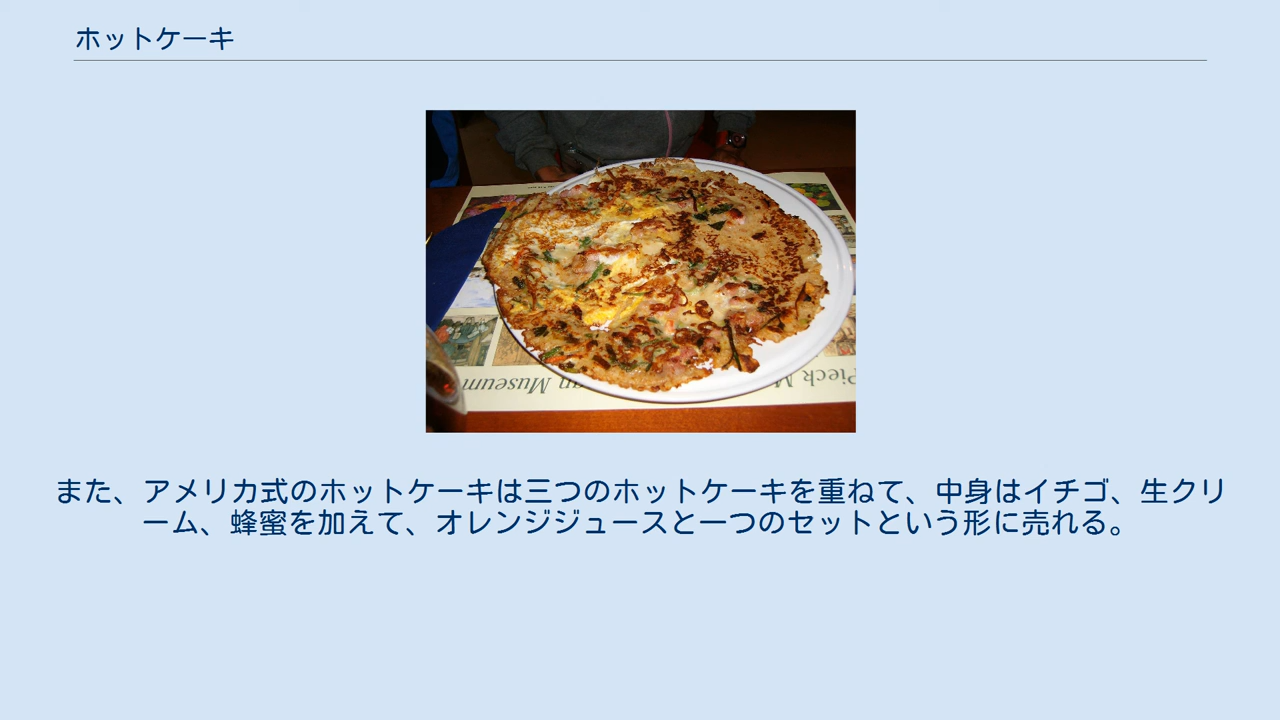 ホットケーキ
Museum
Pieck M
また、アメリカ式のホットケーキは三つのホットケーキを重ねて、中身はイチゴ、生クリ
ーム、蜂蜜を加えて、オレンジジュースと一つのセットという形に売れる。